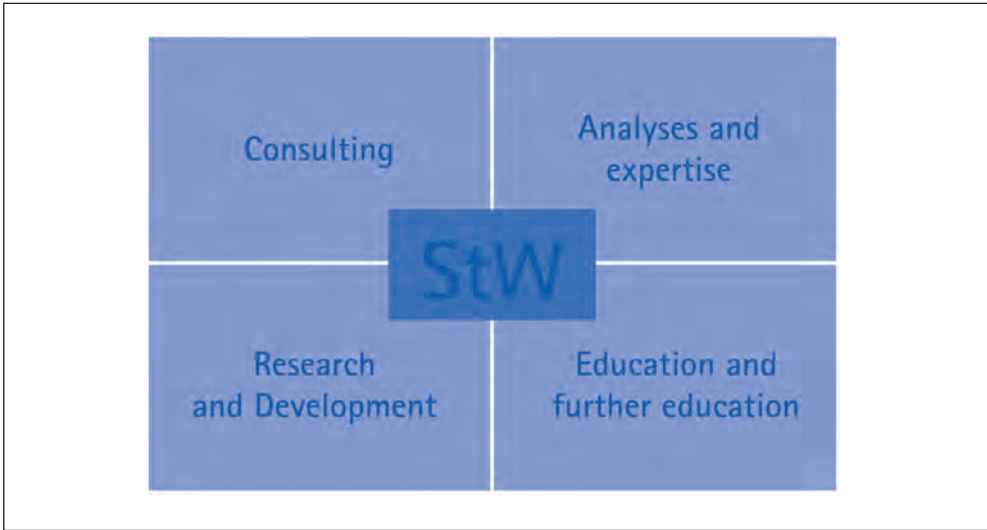 Consulting
Analyses and
expertise
StW
Research
and Development
Education and
further education